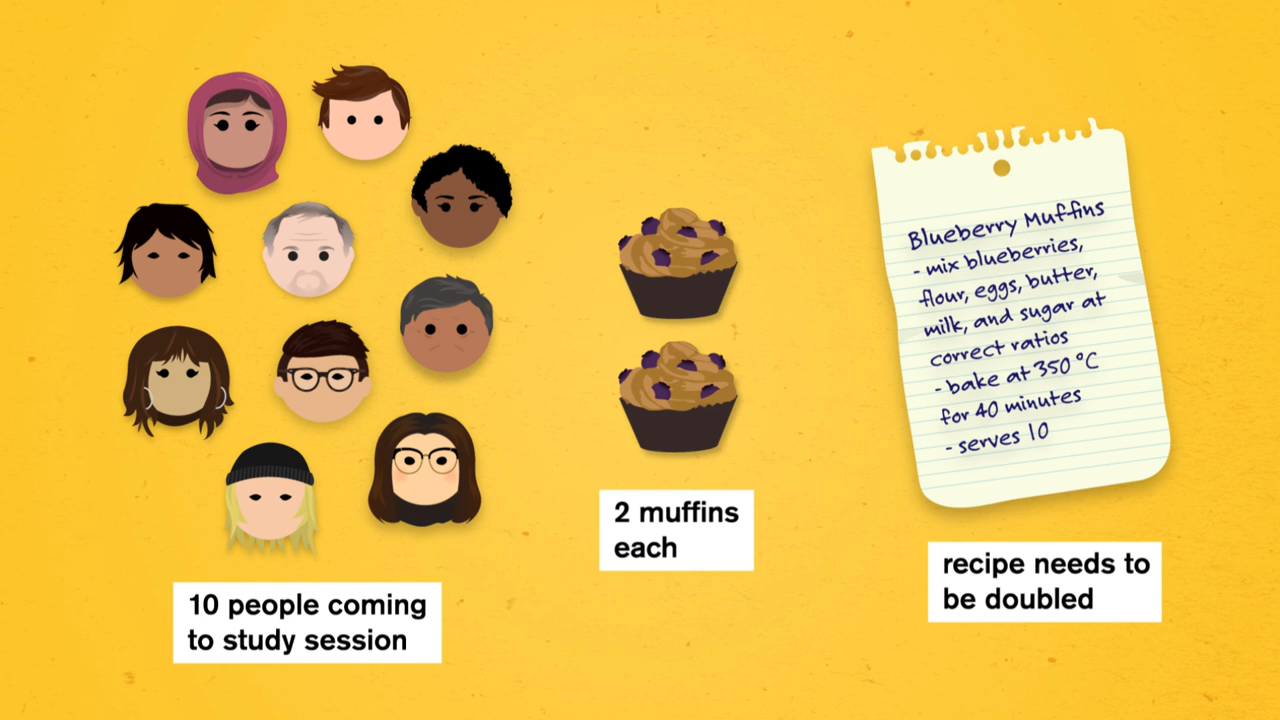 10 people coming
to study session
2 muffins
each
Blueberry Muffins
- mix blueberries,
flour, eggs, butter,
milk, and sugar at
correct ratios
- bake at 350°C
for 40 minutes
- serves 10
recipe needs to
be doubled